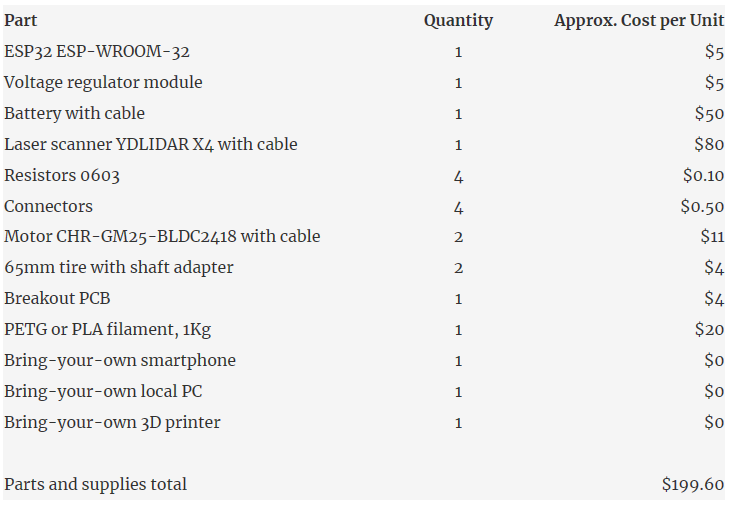 Part Quantity Approx. Cost per Unit
ESP32 ESP-WROOM-32 1 $5
Voltage regulator module 1 $5
Battery with cable 1 $50
Laser scanner YDLIDAR X4 with cable 1 $80
Resistors 0603 4 $0.10
Connectors 4 $0.50
Motor CHR-GM25-BLDC2418 with cable 2 $11
65mm tire with shaft adapter 2 $4
Breakout PCB 1 $4
PETG or PLA filament, 1Kg 1 $20
Bring-your-own smartphone 1 $0
Bring-your-own local PC 1 $0
Bring-your-own 3D printer 1 $0
Parts and supplies total $199.60